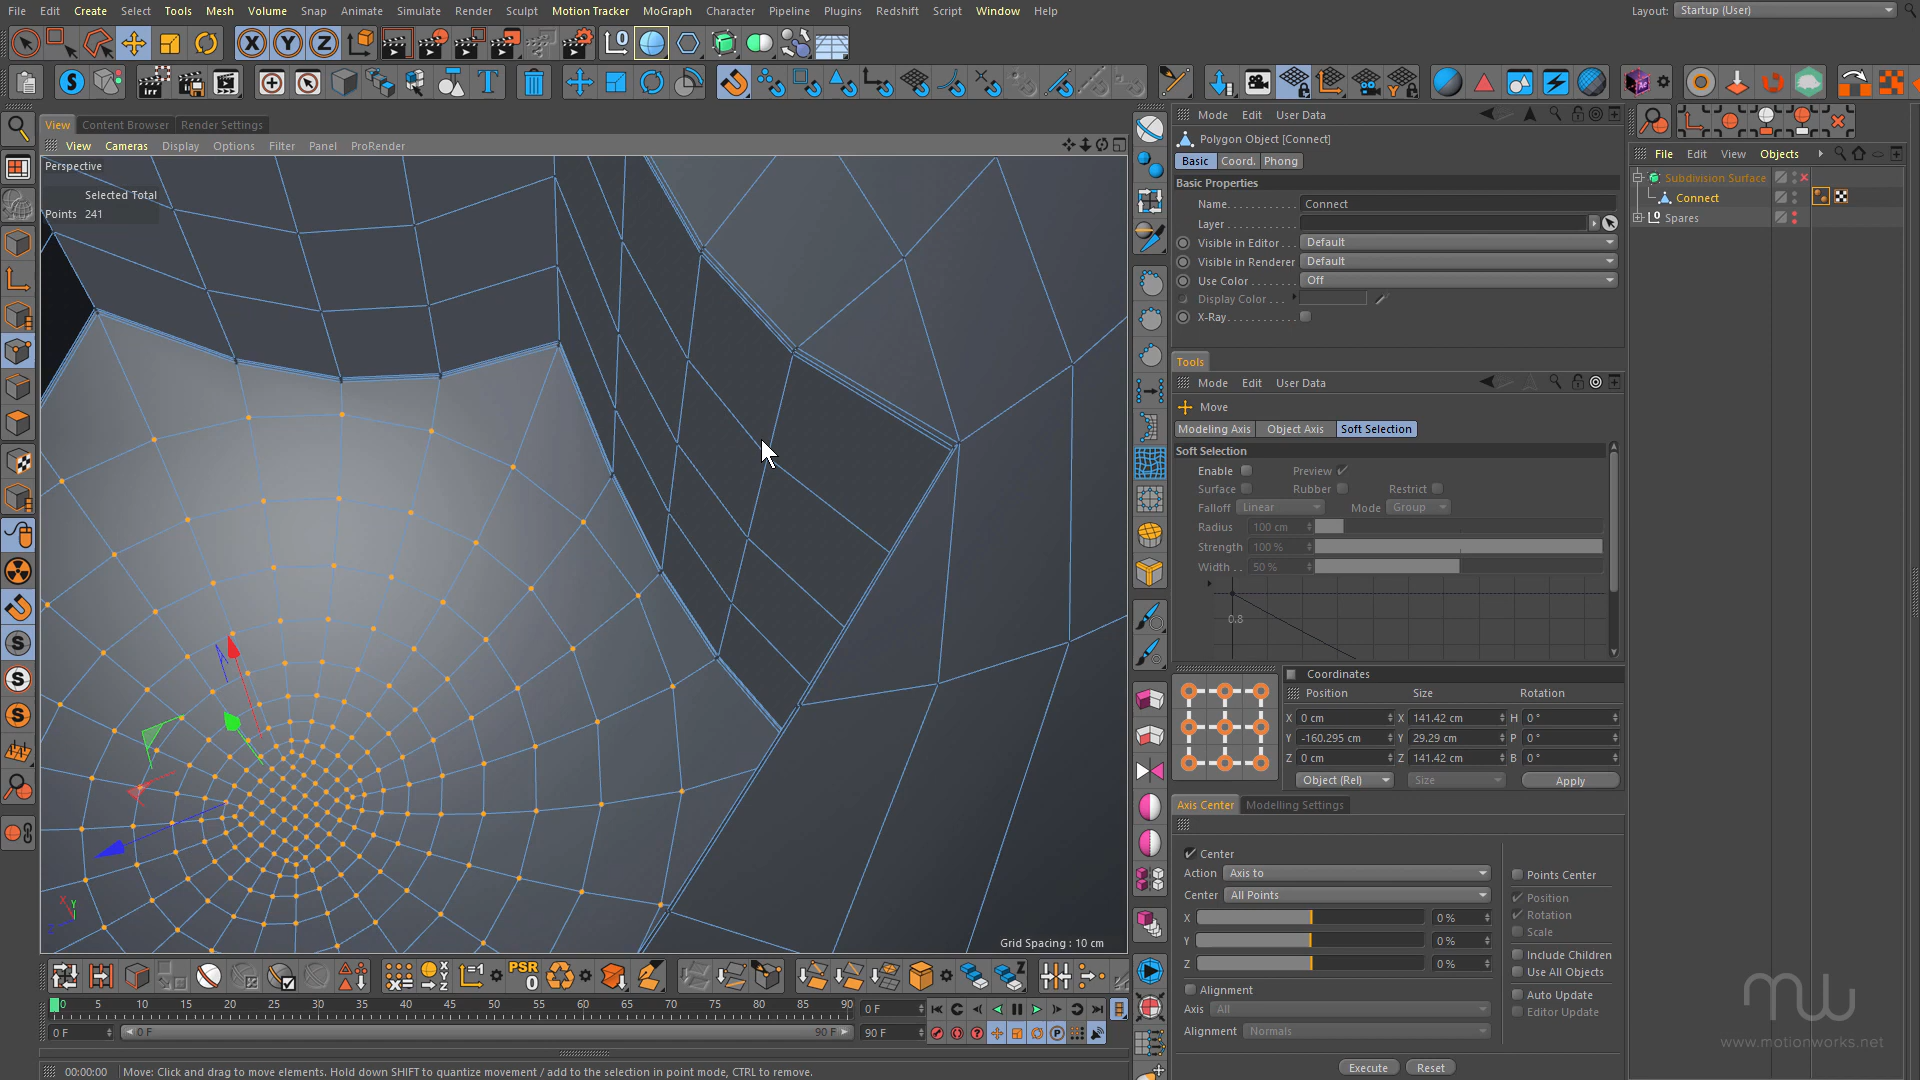 File Edit Create Select Tools Mesh Volume Snap Animate Simulate Render Sculpt Motion Tracker MoGraph Character Pipeline Plugins Redshift Script Window Help Layout: Startup (User)
View Content Browser Render Settings
View Cameras Display Options Filter Panel ProRender
Perspective
Selected Total
Points 241
Grid Spacing : 10 cm
Mode Edit User Data
Polygon Object [Connect]
Basic Coord. Phong
Basic Properties
Name Connect
Layer
Visible in Editor Default
Visible in Renderer Default
Use Color Off
Display Color
X-Ray
Tools
Mode Edit User Data
Move
Modeling Axis Object Axis Soft Selection
Soft Selection
Enable Preview
Surface Rubber Restrict
Falloff Linear Mode Group
Radius 100 cm
Strength 100 %
Width 50 %
0.8
Coordinates
Position Size Rotation
X 0 cm X 141.42 cm H 0 °
Y -160.295 cm Y 29.29 cm P 0 °
Z 0 cm Z 141.42 cm B 0 °
Object (Rel) Size Apply
Axis Center Modelling Settings
Center
Action Axis to
Center All Points
X 0 %
Y 0 %
Z 0 %
Alignment
Axis All
Alignment Normals
Points Center
Position
Rotation
Scale
Include Children
Use All Objects
Auto Update
Editor Update
Execute Reset
File Edit View Objects
Subdivision Surface
Connect
Spares
PSR
0
0 5 10 15 20 25 30 35 40 45 50 55 60 65 70 75 80 85 90 0 F
0 F 0 F 90 F 90 F
00:00:00 Move: Click and drag to move elements. Hold down SHIFT to quantize movement / add to the selection in point mode, CTRL to remove.
mw
www.motionworks.net